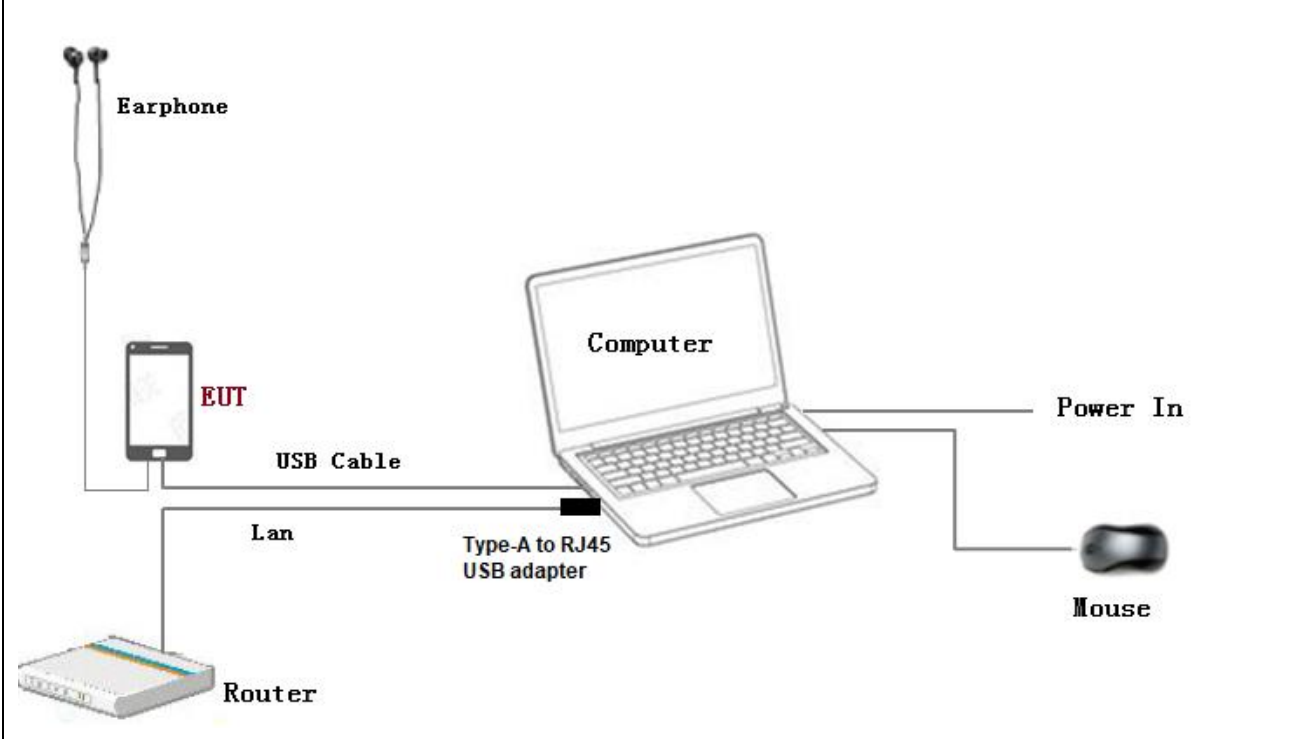 Earphone
Computer
EUT
Power In
USB Cable
Lan
Type-A to RJ45
USB adapter
Mouse
Router